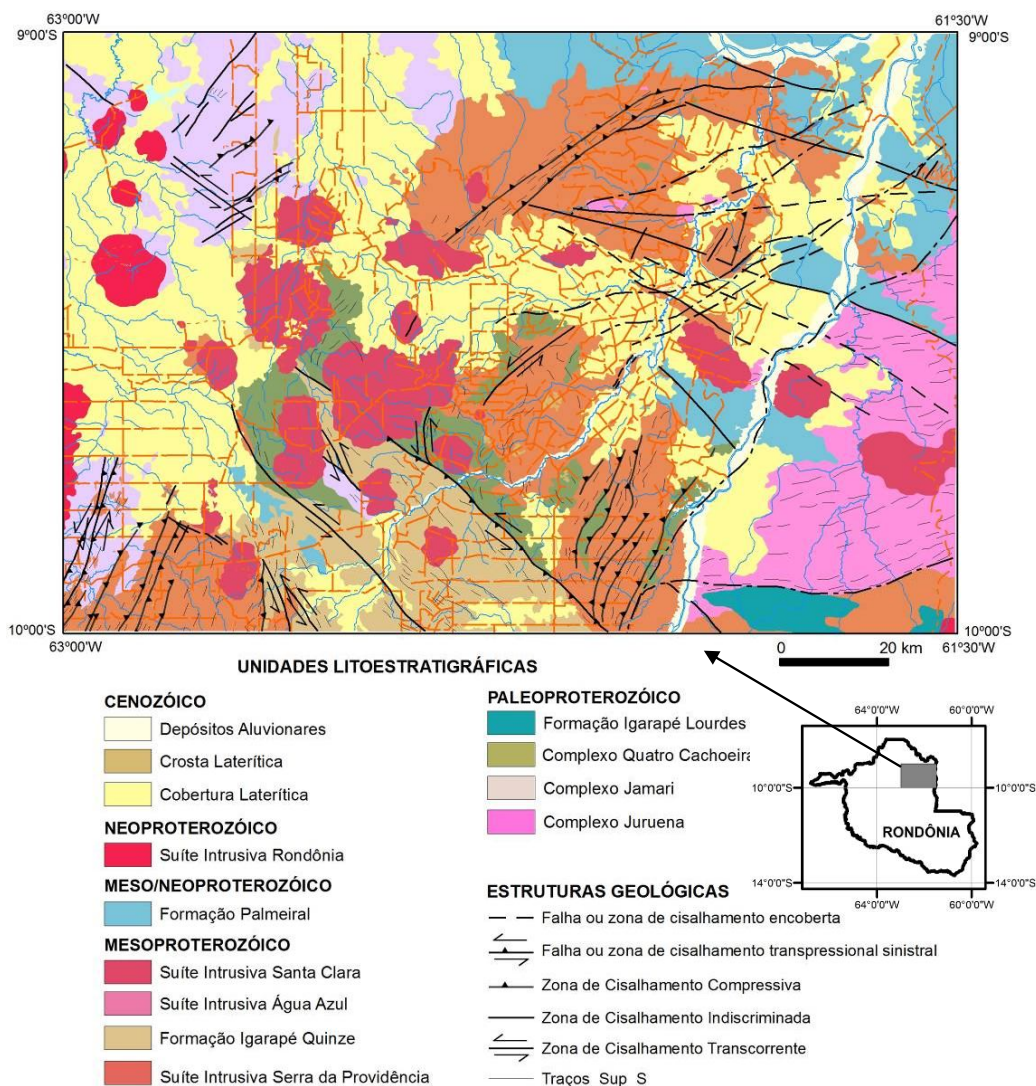 63°00'W
61°30'W
9°00'S
9°00'S
10°00'S
10°00'S
63°00'W
0
20 km
61°30'W
UNIDADES LITOESTRATIGRÁFICAS
CENOZÓICO
Depósitos Aluvionares
Crosta Laterítica
Cobertura Laterítica
NEOPROTEROZÓICO
Suíte Intrusiva Rondônia
MESO/NEOPROTEROZÓICO
Formação Palmeiral
MESOPROTEROZÓICO
Suíte Intrusiva Santa Clara
Suíte Intrusiva Água Azul
Formação Igarapé Quinze
Suíte Intrusiva Serra da Providência
PALEOPROTEROZÓICO
Formação Igarapé Lourdes
Complexo Quatro Cachoeira
Complexo Jamari
Complexo Juruena
ESTRUTURAS GEOLÓGICAS
Falha ou zona de cisalhamento encoberta
Falha ou zona de cisalhamento transpressional sinistral
Zona de Cisalhamento Compressiva
Zona de Cisalhamento Indiscriminada
Zona de Cisalhamento Transcorrente
Traços Sup S
64°0'0"W
60°0'0"W
10°0'0"S
10°0'0"S
RONDÔNIA
14°0'0"S
14°0'0"S
64°0'0"W
60°0'0"W